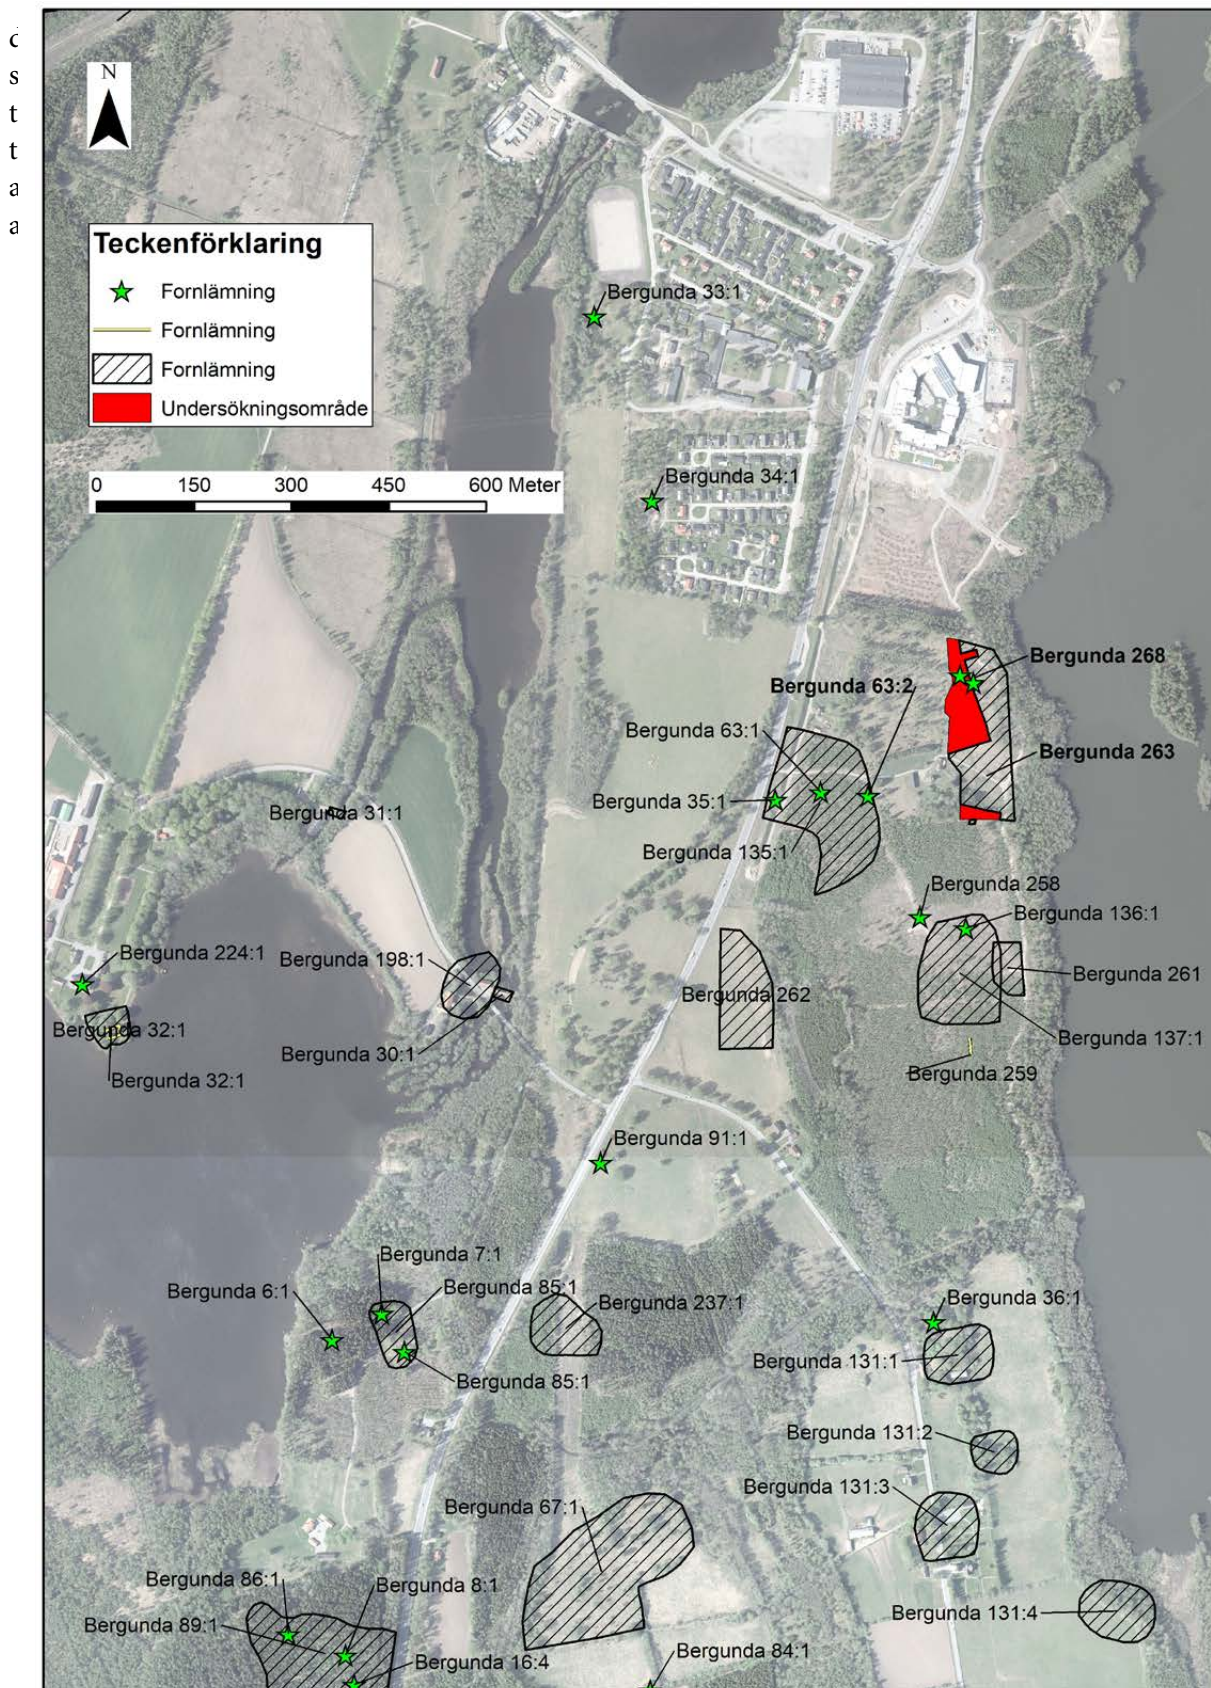 d
s
t
t
a
a
N
Teckenförklaring
Fornlämning
Fornlämning
Fornlämning
Undersökningsområde
0 150 300 450 600 Meter
Bergunda 33:1
Bergunda 34:1
Bergunda 268
Bergunda 63:2
Bergunda 63:1
Bergunda 263
Bergunda 35:1
Bergunda 31:1
Bergunda 135:1
Bergunda 258
Bergunda 136:1
Bergunda 224:1
Bergunda 198:1
Bergunda 261
Bergunda 262
Bergunda 32:1
Bergunda 137:1
Bergunda 30:1
Bergunda 259
Bergunda 32:1
Bergunda 91:1
Bergunda 7:1
Bergunda 6:1
Bergunda 85:1
Bergunda 237:1
Bergunda 36:1
Bergunda 131:1
Bergunda 85:1
Bergunda 131:2
Bergunda 131:3
Bergunda 67:1
Bergunda 86:1
Bergunda 8:1
Bergunda 131:4
Bergunda 89:1
Bergunda 84:1
Bergunda 16:4